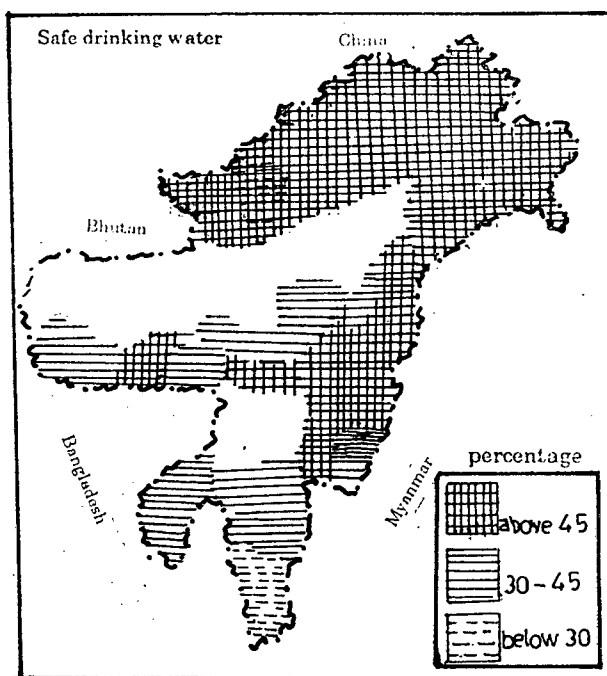 Safe drinking water
China
Bhutan
Bangladesh
Myanmar
percentage
above 45
30-45
below 30